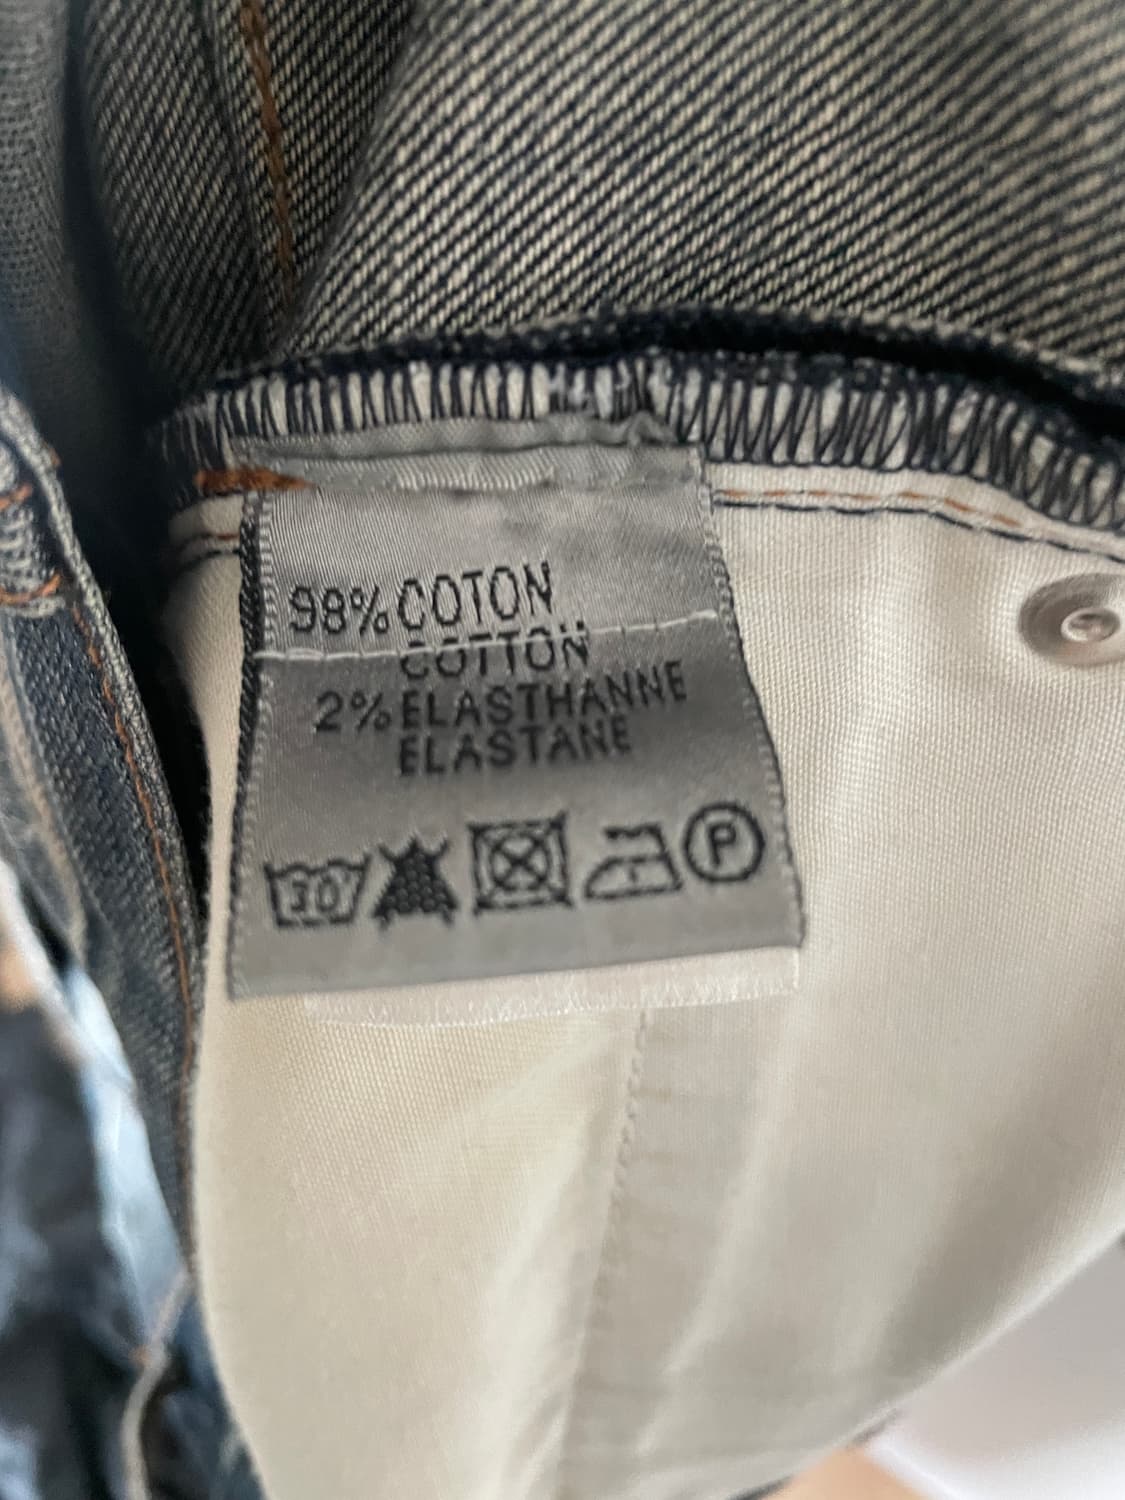 98% COTON
COTTON
2% ELASTHANNE
ELASTANE
30 P